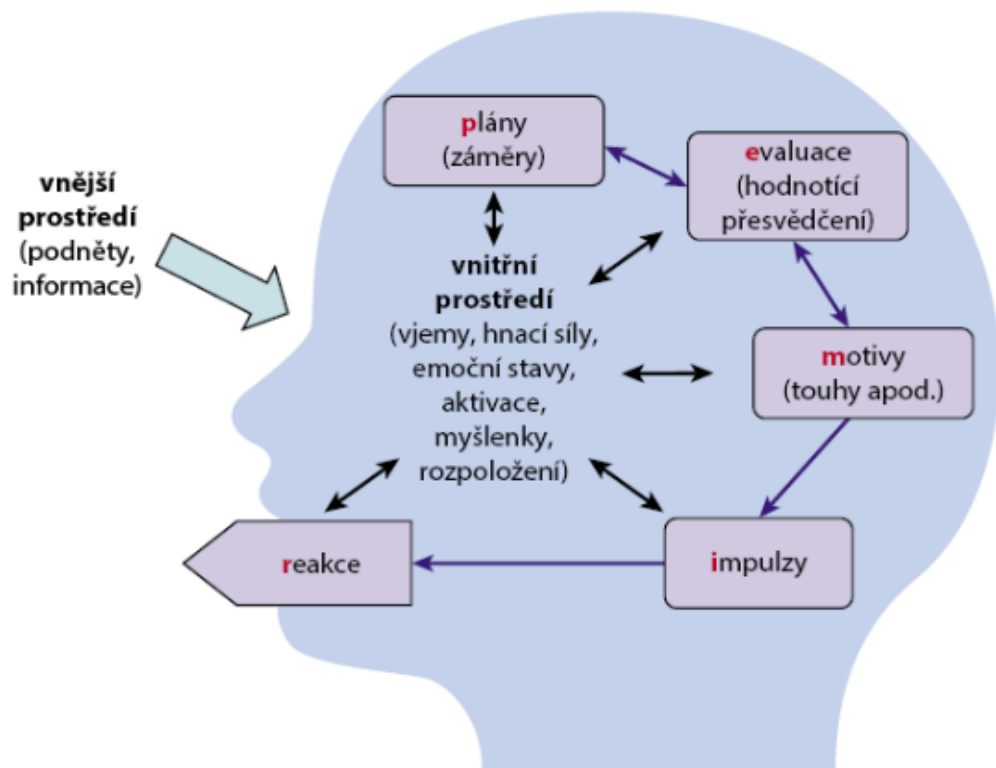 vnější
prostředí
(podněty,
informace)
plány
(záměry)
evaluace
(hodnotící
přesvědčení)
vnitřní
prostředí
(vjemy, hnací síly,
emoční stavy,
aktivace,
myšlenky,
rozpoložení)
motivy
(touhy apod.)
impulzy
reakce